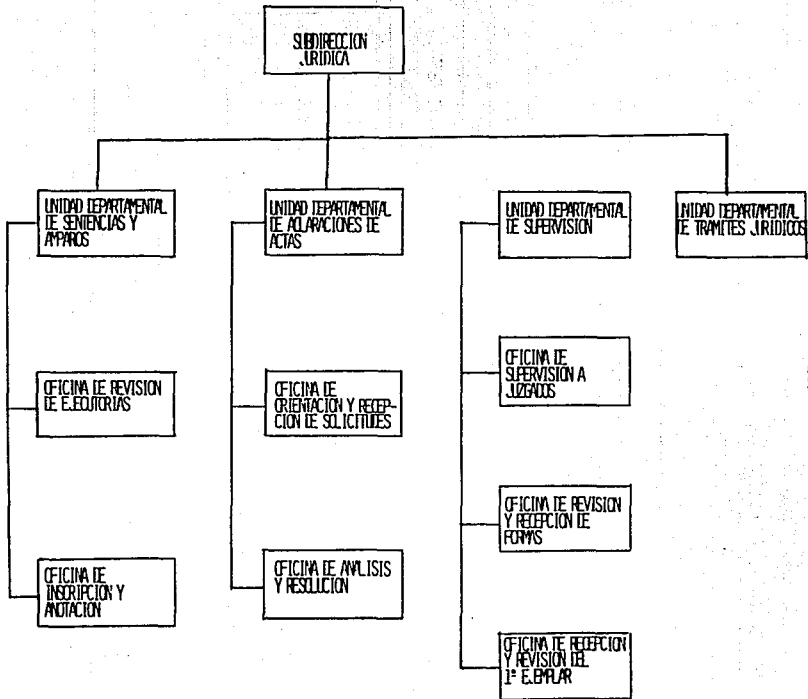 SUBDIRECCION
JURIDICA
UNIDAD DEPARTAMENTAL
DE SENTENCIAS Y
AMPAROS
UNIDAD DEPARTAMENTAL
DE ACLARACIONES DE
ACTAS
UNIDAD DEPARTAMENTAL
DE SUPERVISION
UNIDAD DEPARTAMENTAL
DE TRAMITES JURIDICOS
OFICINA DE REVISION
DE EJECUTORIAS
OFICINA DE
ORIENTACION Y RECEP-
CION DE SOLICITUDES
OFICINA DE
SUPERVISION A
JUZGADOS
OFICINA DE REVISION
Y RECEPCION DE
FORMAS
OFICINA DE
INSCRIPCION Y
ANOTACION
OFICINA DE ANALISIS
Y RESOLUCION
OFICINA DE RECEPCION
Y REVISION DEL
1º EJEMPLAR